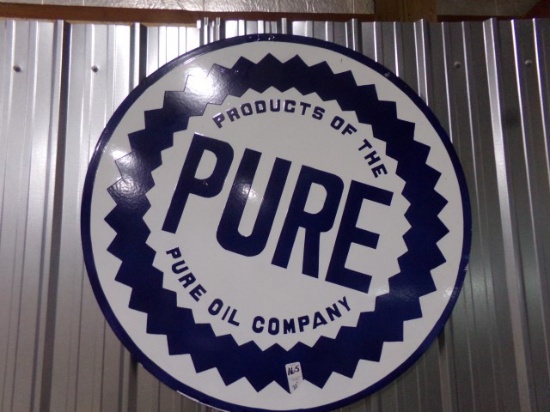 PRODUCTS OF THE
PURE
PURE OIL COMPANY